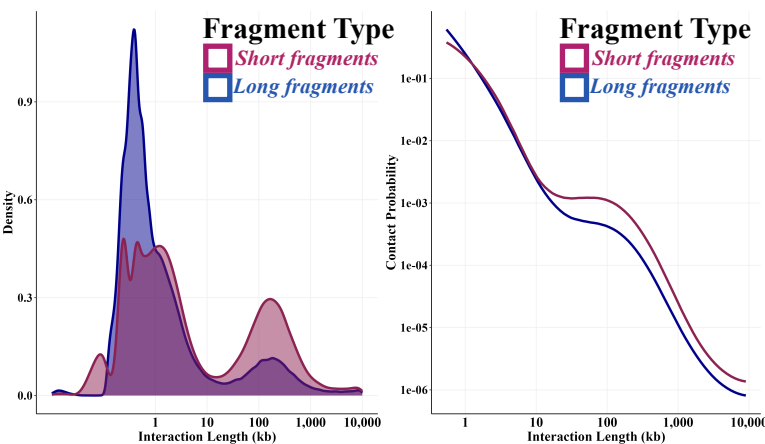 Fragment Type
Short fragments
Long fragments
Density
0.9
0.6
0.3
0.0
1
10
100
1,000
10,000
Interaction Length (kb)
Fragment Type
Short fragments
Long fragments
Contact Probability
1e-01
1e-02
1e-03
1e-04
1e-05
1e-06
1
10
100
1,000
10,000
Interaction Length (kb)